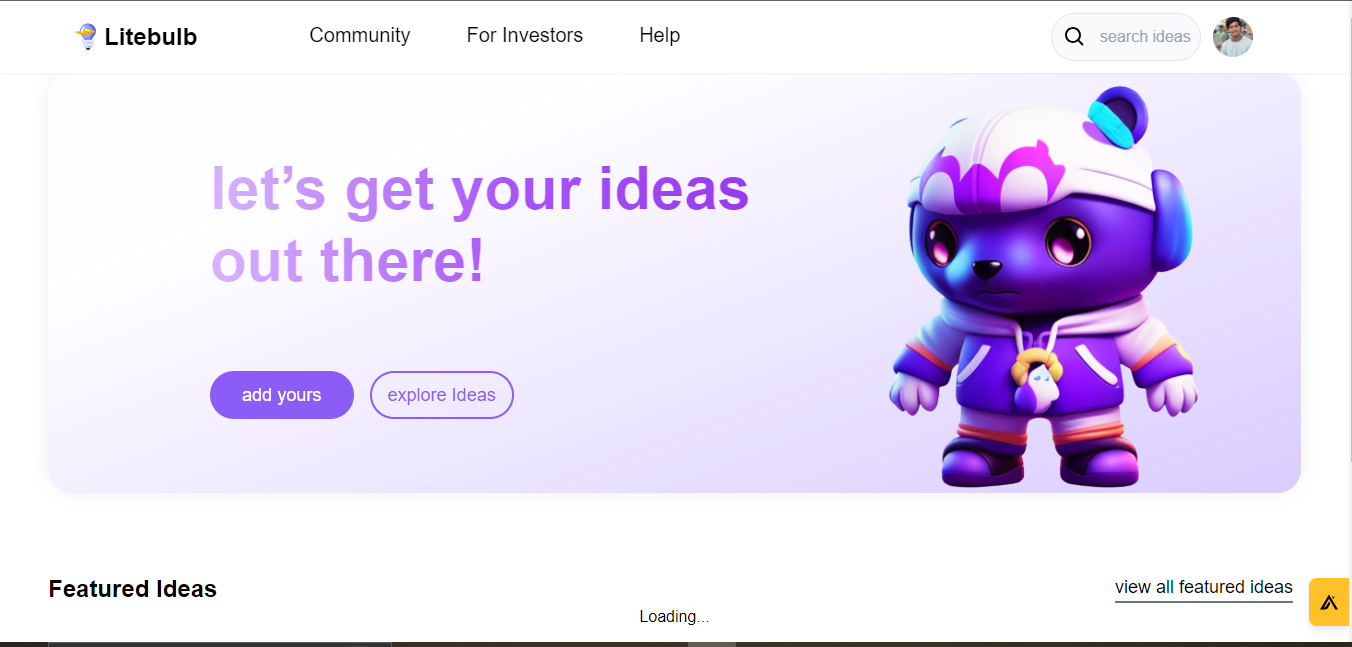 Litebulb
Community
For Investors
Help
search ideas
let’s get your ideas
out there!
add yours
explore Ideas
Featured Ideas
view all featured ideas
Loading...